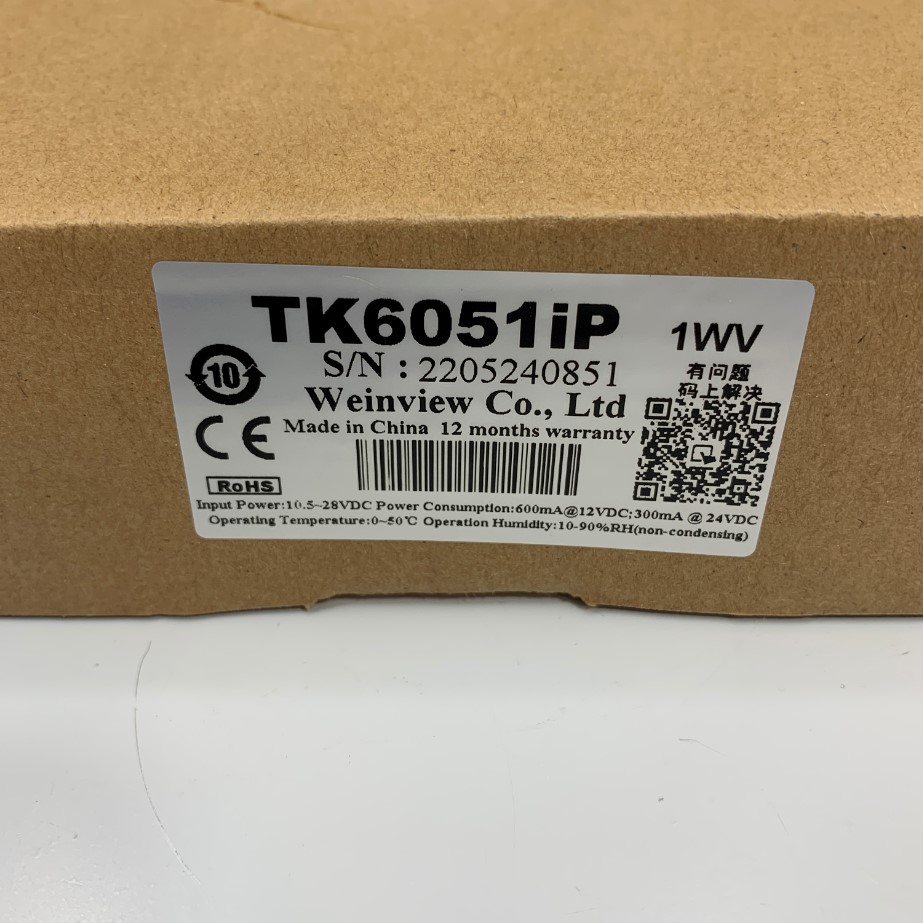 TK6051iP 1WV
S/N : 2205240851
10
Weinview Co., Ltd
Made in China 12 months warranty
CE
RoHS
有问题
码上解决
Input Power:10.5~28VDC Power Consumption:600mA@12VDC;300mA @ 24VDC
Operating Temperature:0~50℃ Operation Humidity:10-90%RH(non-condensing)